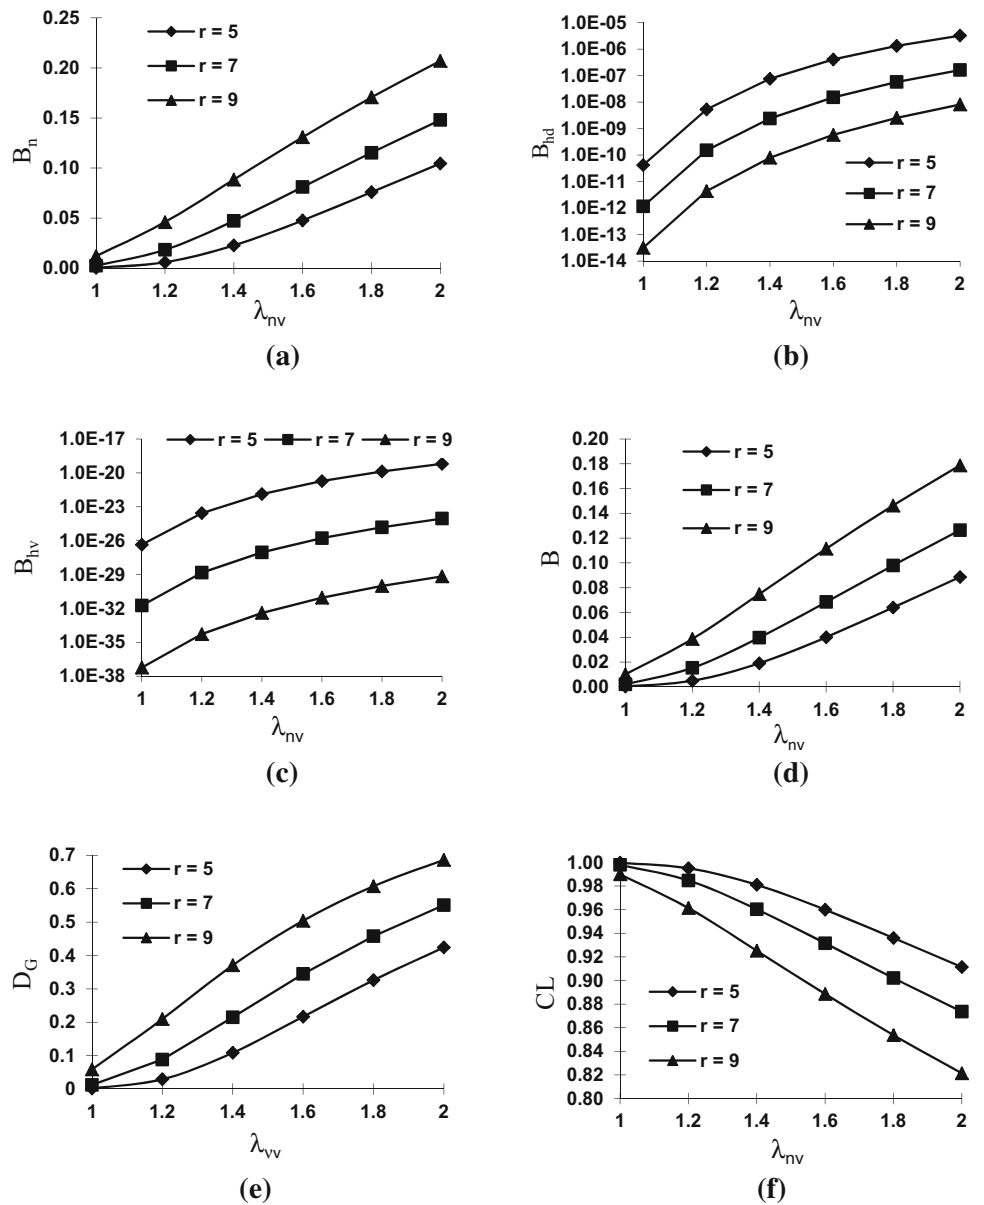 0.25
0.20
0.15
0.10
0.05
0.00
Bn
r = 5
r = 7
r = 9
1 1.2 1.4 1.6 1.8 2
λnv
(a)
1.0E-05
1.0E-06
1.0E-07
1.0E-08
1.0E-09
1.0E-10
1.0E-11
1.0E-12
1.0E-13
1.0E-14
Bhd
r = 5
r = 7
r = 9
1 1.2 1.4 1.6 1.8 2
λnv
(b)
1.0E-17
1.0E-20
1.0E-23
1.0E-26
1.0E-29
1.0E-32
1.0E-35
1.0E-38
Bhv
r = 5 r = 7 r = 9
1 1.2 1.4 1.6 1.8 2
λnv
(c)
0.20
0.18
0.16
0.14
0.12
0.10
0.08
0.06
0.04
0.02
0.00
B
r = 5
r = 7
r = 9
1 1.2 1.4 1.6 1.8 2
λnv
(d)
0.7
0.6
0.5
0.4
0.3
0.2
0.1
0
DG
r = 5
r = 7
r = 9
1 1.2 1.4 1.6 1.8 2
λνv
(e)
1.00
0.98
0.96
0.94
0.92
0.90
0.88
0.86
0.84
0.82
0.80
CL
r = 5
r = 7
r = 9
1 1.2 1.4 1.6 1.8 2
λnv
(f)